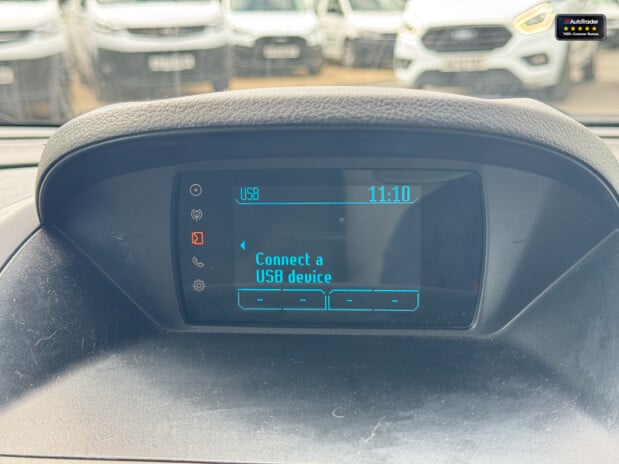 AutoTrader
USB 11:10
Connect a
USB device